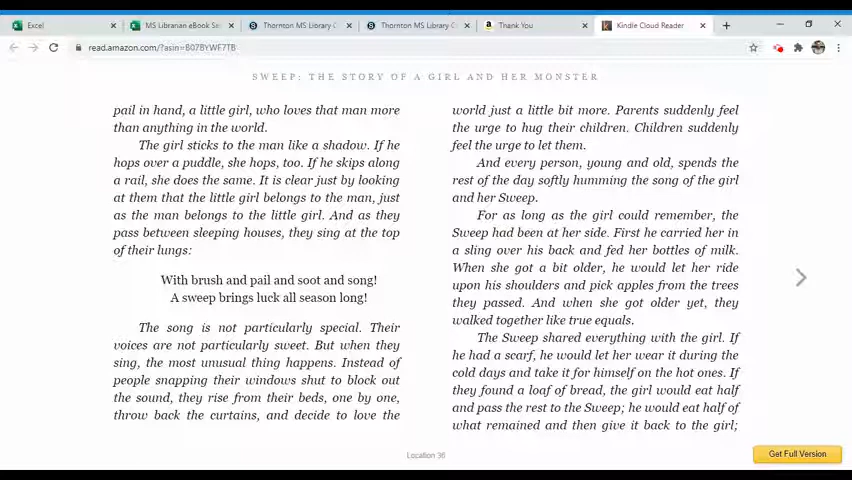 Excel
MS Librarian eBook Se
Thornton MS Library C
Thornton MS Library C
Thank You
Kindle Cloud Reader
read.amazon.com/?asin=B07BYWF7TB
SWEEP: THE STORY OF A GIRL AND HER MONSTER
pail in hand, a little girl, who loves that man more
than anything in the world.
The girl sticks to the man like a shadow. If he
hops over a puddle, she hops, too. If he skips along
a rail, she does the same. It is clear just by looking
at them that the little girl belongs to the man, just
as the man belongs to the little girl. And as they
pass between sleeping houses, they sing at the top
of their lungs:
With brush and pail and soot and song!
A sweep brings luck all season long!
The song is not particularly special. Their
voices are not particularly sweet. But when they
sing, the most unusual thing happens. Instead of
people snapping their windows shut to block out
the sound, they rise from their beds, one by one,
throw back the curtains, and decide to love the
world just a little bit more. Parents suddenly feel
the urge to hug their children. Children suddenly
feel the urge to let them.
And every person, young and old, spends the
rest of the day softly humming the song of the girl
and her Sweep.
For as long as the girl could remember, the
Sweep had been at her side. First he carried her in
a sling over his back and fed her bottles of milk.
When she got a bit older, he would let her ride
upon his shoulders and pick apples from the trees
they passed. And when she got older yet, they
walked together like true equals.
The Sweep shared everything with the girl. If
he had a scarf, he would let her wear it during the
cold days and take it for himself on the hot ones. If
they found a loaf of bread, the girl would eat half
and pass the rest to the Sweep; he would eat half of
what remained and then give it back to the girl;
Location 36
Get Full Version